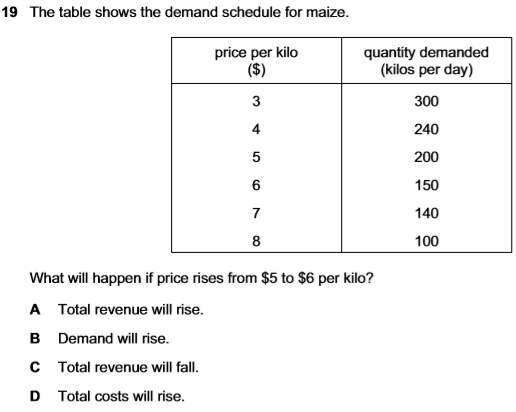 19 The table shows the demand schedule for maize.
price per kilo
($)
quantity demanded
(kilos per day)
3 300
4 240
5 200
6 150
7 140
8 100
What will happen if price rises from $5 to $6 per kilo?
A Total revenue will rise.
B Demand will rise.
C Total revenue will fall.
D Total costs will rise.